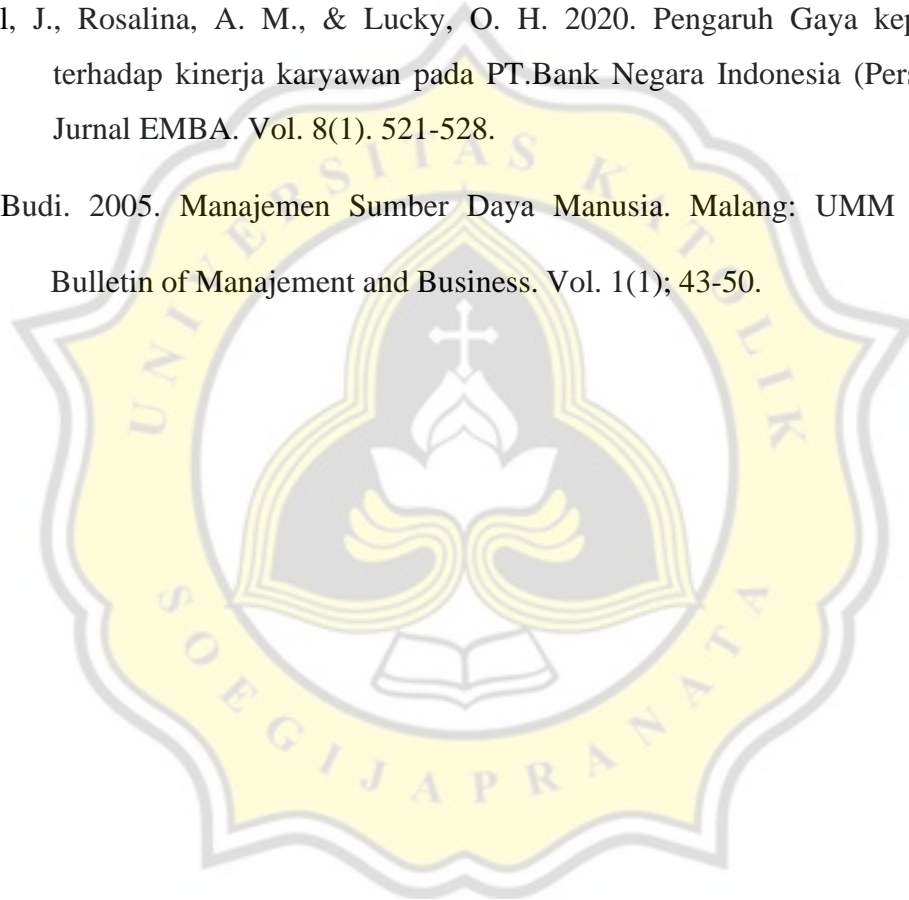 l, J., Rosalina, A. M., & Lucky, O. H. 2020. Pengaruh Gaya kep
terhadap kinerja karyawan pada PT.Bank Negara Indonesia (Pers
Jurnal EMBA. Vol. 8(1). 521-528.
Budi. 2005. Manajemen Sumber Daya Manusia. Malang: UMM
Bulletin of Manajement and Business. Vol. 1(1); 43-50.
UNIVERSITAS KATOLIK
SOEGIJAPRANATA